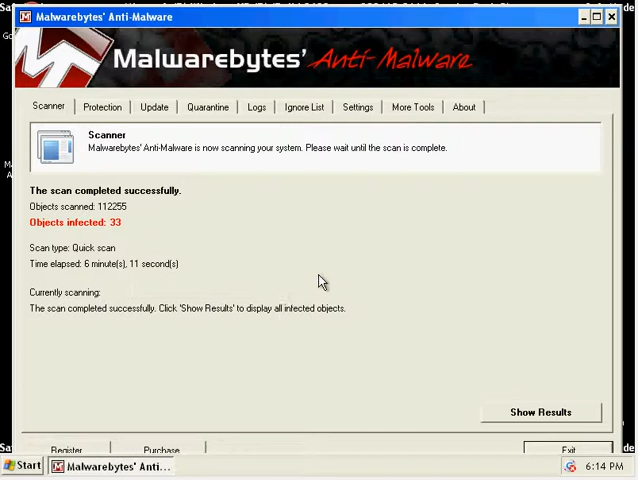 Malwarebytes' Anti-Malware
Malwarebytes' Anti-Malware
Scanner Protection Update Quarantine Logs Ignore List Settings More Tools About
Scanner
Malwarebytes' Anti-Malware is now scanning your system. Please wait until the scan is complete.
The scan completed successfully.
Objects scanned: 112255
Objects infected: 33
Scan type: Quick scan
Time elapsed: 6 minute(s), 11 second(s)
Currently scanning:
The scan completed successfully. Click 'Show Results' to display all infected objects.
Show Results
Register Purchase Exit
Start Malwarebytes' Anti... 6:14 PM